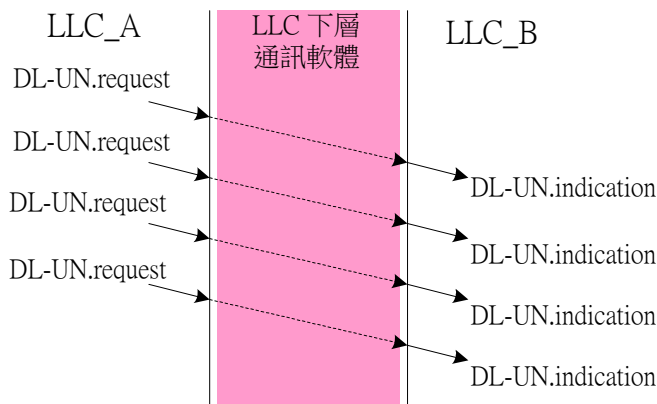 LLC_A
LLC 下層
通訊軟體
LLC_B
DL-UN.request
DL-UN.request
DL-UN.request
DL-UN.request
DL-UN.indication
DL-UN.indication
DL-UN.indication
DL-UN.indication